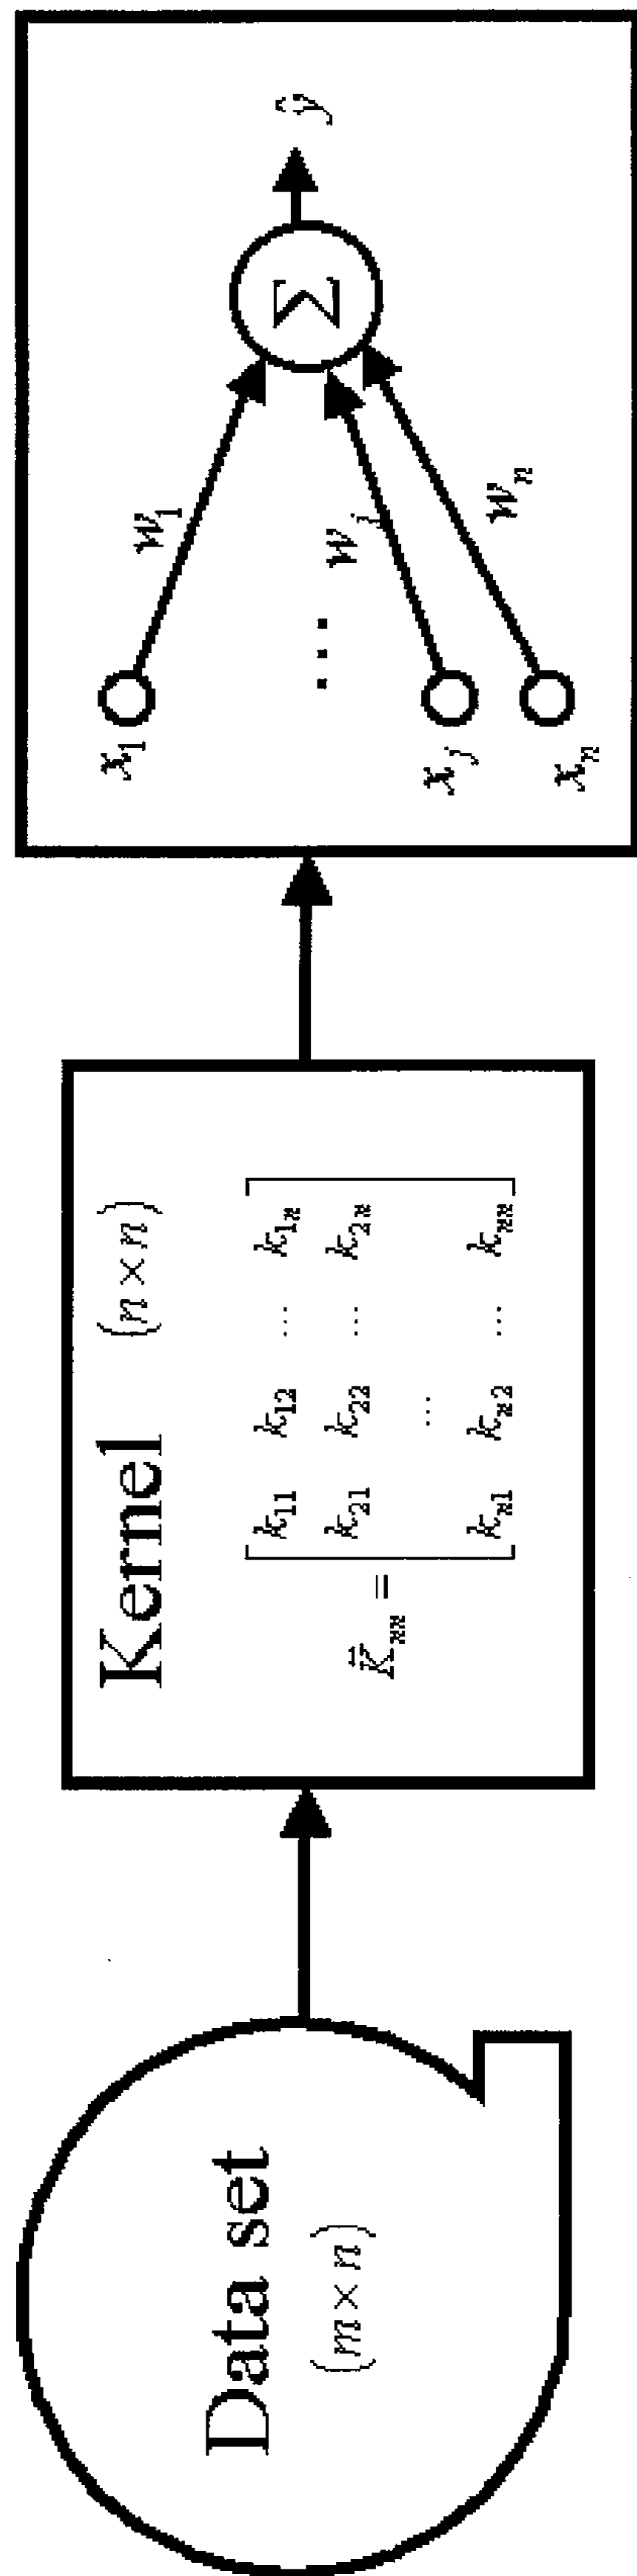 Data set
(m × n)
Kernel (n × n)
k₁₁ k₁₂ ... k₁ₙ
k₂₁ k₂₂ ... k₂ₙ
...
K⃡ₙₙ =
kₙ₁ kₙ₂ ... kₙₙ
x₁
w₁
...
xⱼ
wⱼ
xₙ
wₙ
Σ
ŷ